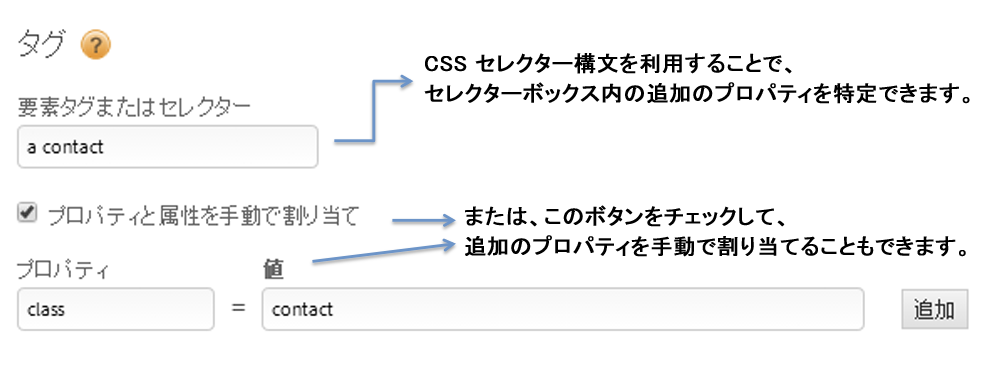 タグ ?
CSS セレクター構文を利用することで、
セレクターボックス内の追加のプロパティを特定できます。
要素タグまたはセレクター
a contact
プロパティと属性を手動で割り当て
または、このボタンをチェックして、
追加のプロパティを手動で割り当てることもできます。
プロパティ 値
class = contact 追加